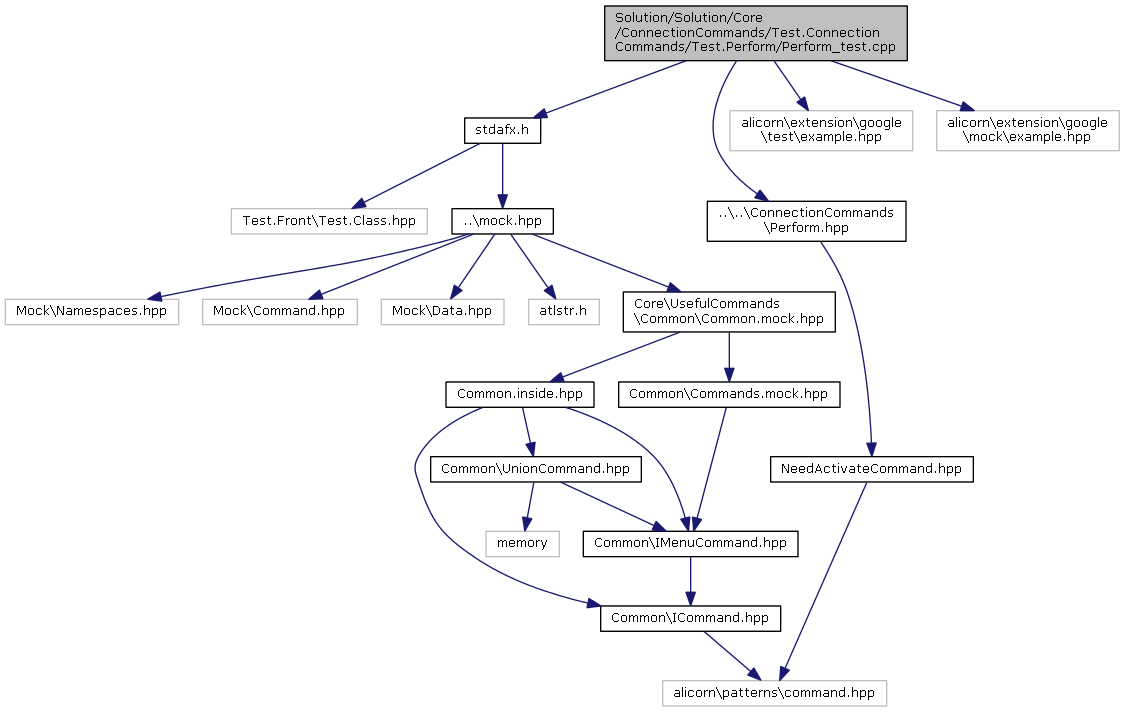 Solution/Solution/Core
/ConnectionCommands/Test.Connection
Commands/Test.Perform/Perform_test.cpp
alicorn\extension\google
\test\example.hpp
alicorn\extension\google
\mock\example.hpp
stdafx.h
Test.Front\Test.Class.hpp
..\mock.hpp
..\..\ConnectionCommands
\Perform.hpp
Mock\Namespaces.hpp
Mock\Command.hpp
Mock\Data.hpp
atlstr.h
Core\UsefulCommands
\Common\Common.mock.hpp
Common.inside.hpp
Common\Commands.mock.hpp
Common\UnionCommand.hpp
NeedActivateCommand.hpp
memory
Common\IMenuCommand.hpp
Common\ICommand.hpp
alicorn\patterns\command.hpp